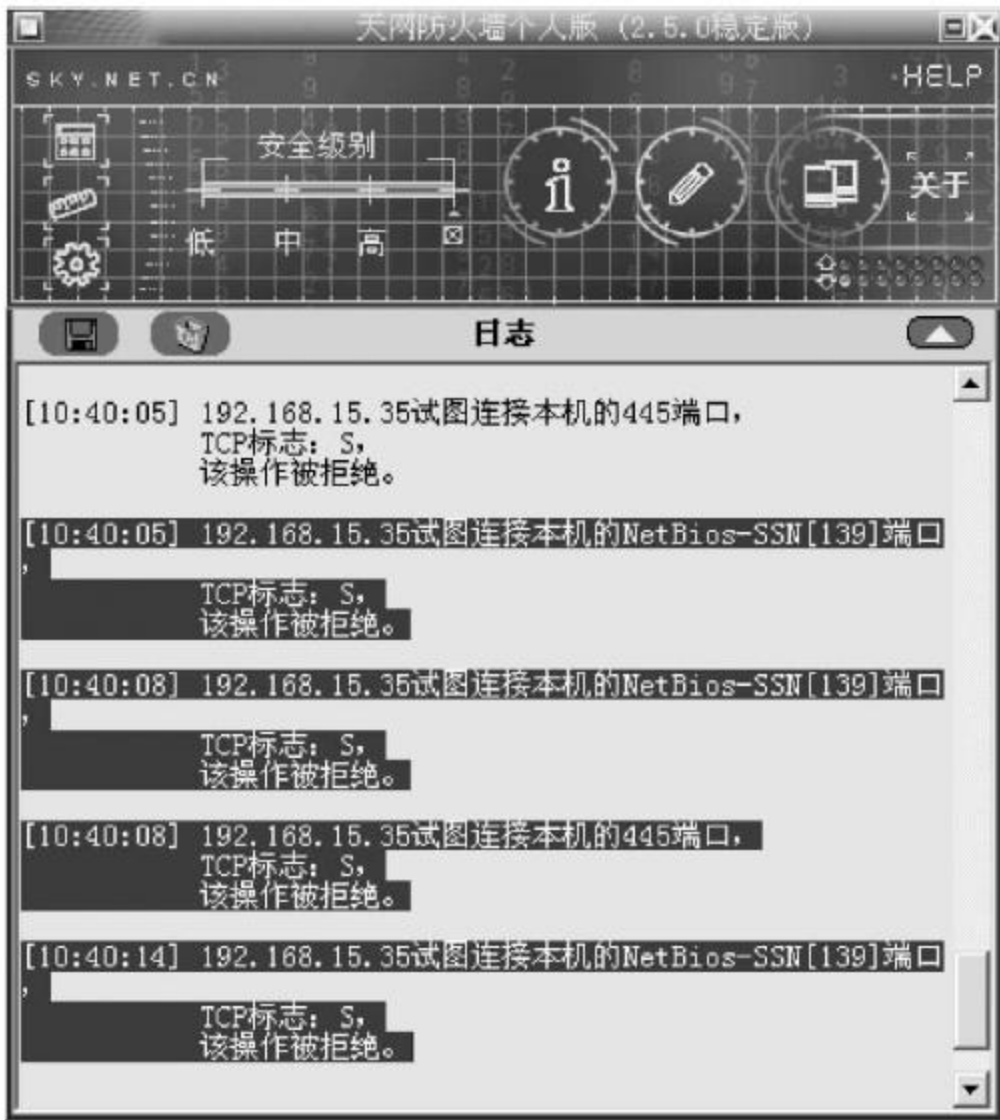 天网防火墙个人版 (2.5.0稳定版)
SKY.NET.CN
·HELP
安全级别
低 中 高
关于
日志
[10:40:05] 192.168.15.35试图连接本机的445端口，
TCP标志：S，
该操作被拒绝。
[10:40:05] 192.168.15.35试图连接本机的NetBios-SSN[139]端口
，
TCP标志：S，
该操作被拒绝。
[10:40:08] 192.168.15.35试图连接本机的NetBios-SSN[139]端口
，
TCP标志：S，
该操作被拒绝。
[10:40:08] 192.168.15.35试图连接本机的445端口，
TCP标志：S，
该操作被拒绝。
[10:40:14] 192.168.15.35试图连接本机的NetBios-SSN[139]端口
，
TCP标志：S，
该操作被拒绝。